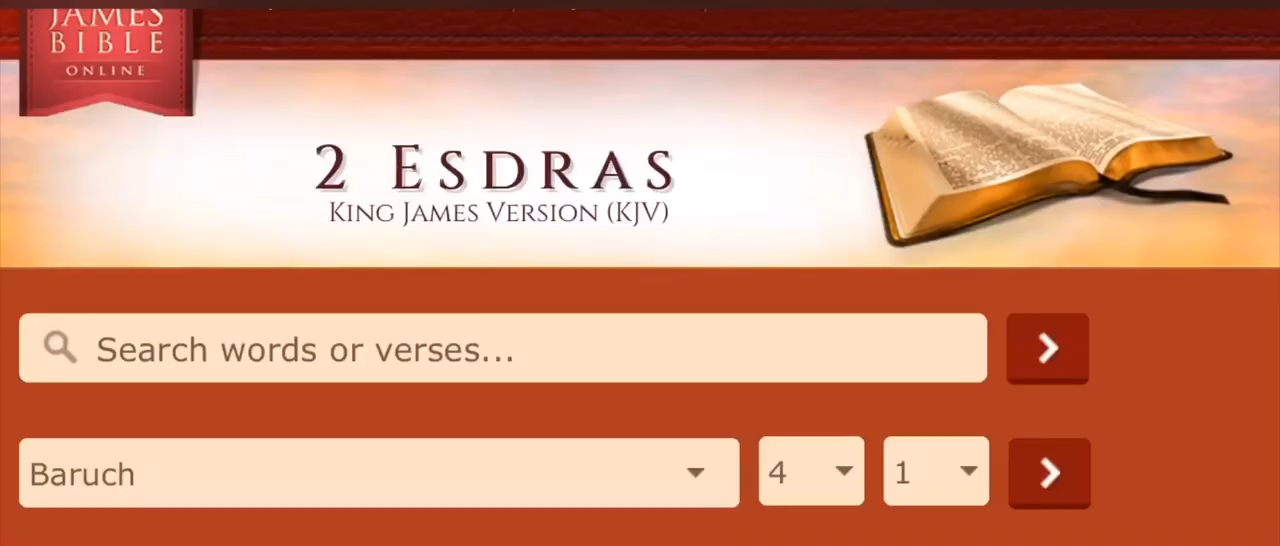 JAMES
BIBLE
ONLINE
2 Esdras
King James Version (KJV)
Search words or verses...
Baruch 4 1